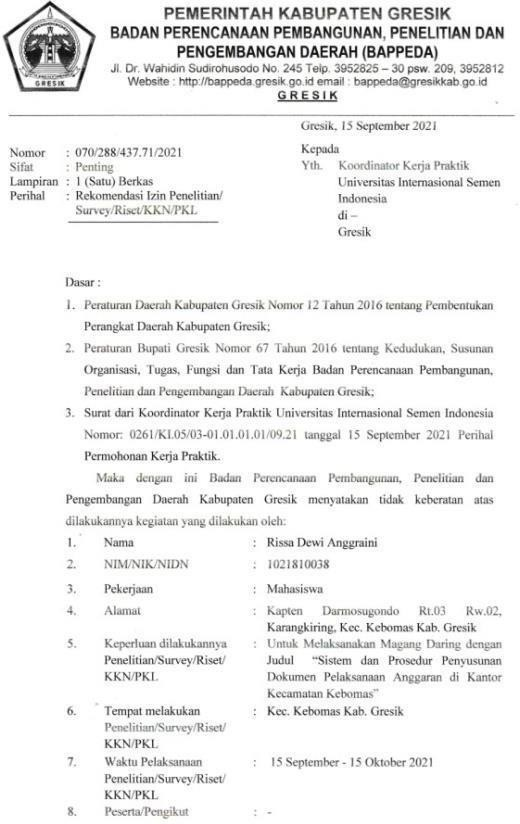 GRESIK
PEMERINTAH KABUPATEN GRESIK
BADAN PERENCANAAN PEMBANGUNAN, PENELITIAN DAN
PENGEMBANGAN DAERAH (BAPPEDA)
Jl. Dr. Wahidin Sudirohusodo No. 245 Telp. 3952825 – 30 psw. 209, 3952812
Website : http://bappeda.gresik.go.id email : bappeda@gresikkab.go.id
GRESIK
Gresik, 15 September 2021
Nomor : 070/288/437.71/2021
Sifat : Penting
Lampiran : 1 (Satu) Berkas
Perihal : Rekomendasi Izin Penelitian/
Survey/Riset/KKN/PKL
Kepada
Yth. Koordinator Kerja Praktik
Universitas Internasional Semen
Indonesia
di –
Gresik
Dasar :
1. Peraturan Daerah Kabupaten Gresik Nomor 12 Tahun 2016 tentang Pembentukan
Perangkat Daerah Kabupaten Gresik;
2. Peraturan Bupati Gresik Nomor 67 Tahun 2016 tentang Kedudukan, Susunan
Organisasi, Tugas, Fungsi dan Tata Kerja Badan Perencanaan Pembangunan,
Penelitian dan Pengembangan Daerah Kabupaten Gresik;
3. Surat dari Koordinator Kerja Praktik Universitas Internasional Semen Indonesia
Nomor: 0261/KI.05/03-01.01.01.01/09.21 tanggal 15 September 2021 Perihal
Permohonan Kerja Praktik.
Maka dengan ini Badan Perencanaan Pembangunan, Penelitian dan
Pengembangan Daerah Kabupaten Gresik menyatakan tidak keberatan atas
dilakukannya kegiatan yang dilakukan oleh:
1. Nama : Rissa Dewi Anggraini
2. NIM/NIK/NIDN : 1021810038
3. Pekerjaan : Mahasiswa
4. Alamat : Kapten Darmosugondo Rt.03 Rw.02,
Karangkiring, Kec. Kebomas Kab. Gresik
5. Keperluan dilakukannya : Untuk Melaksanakan Magang Daring dengan
Penelitian/Survey/Riset/ Judul “Sistem dan Prosedur Penyusunan
KKN/PKL Dokumen Pelaksanaan Anggaran di Kantor
Kecamatan Kebomas”
6. Tempat melakukan : Kec. Kebomas Kab. Gresik
Penelitian/Survey/Riset/
KKN/PKL
7. Waktu Pelaksanaan : 15 September - 15 Oktober 2021
Penelitian/Survey/Riset/
KKN/PKL
8. Peserta/Pengikut : -